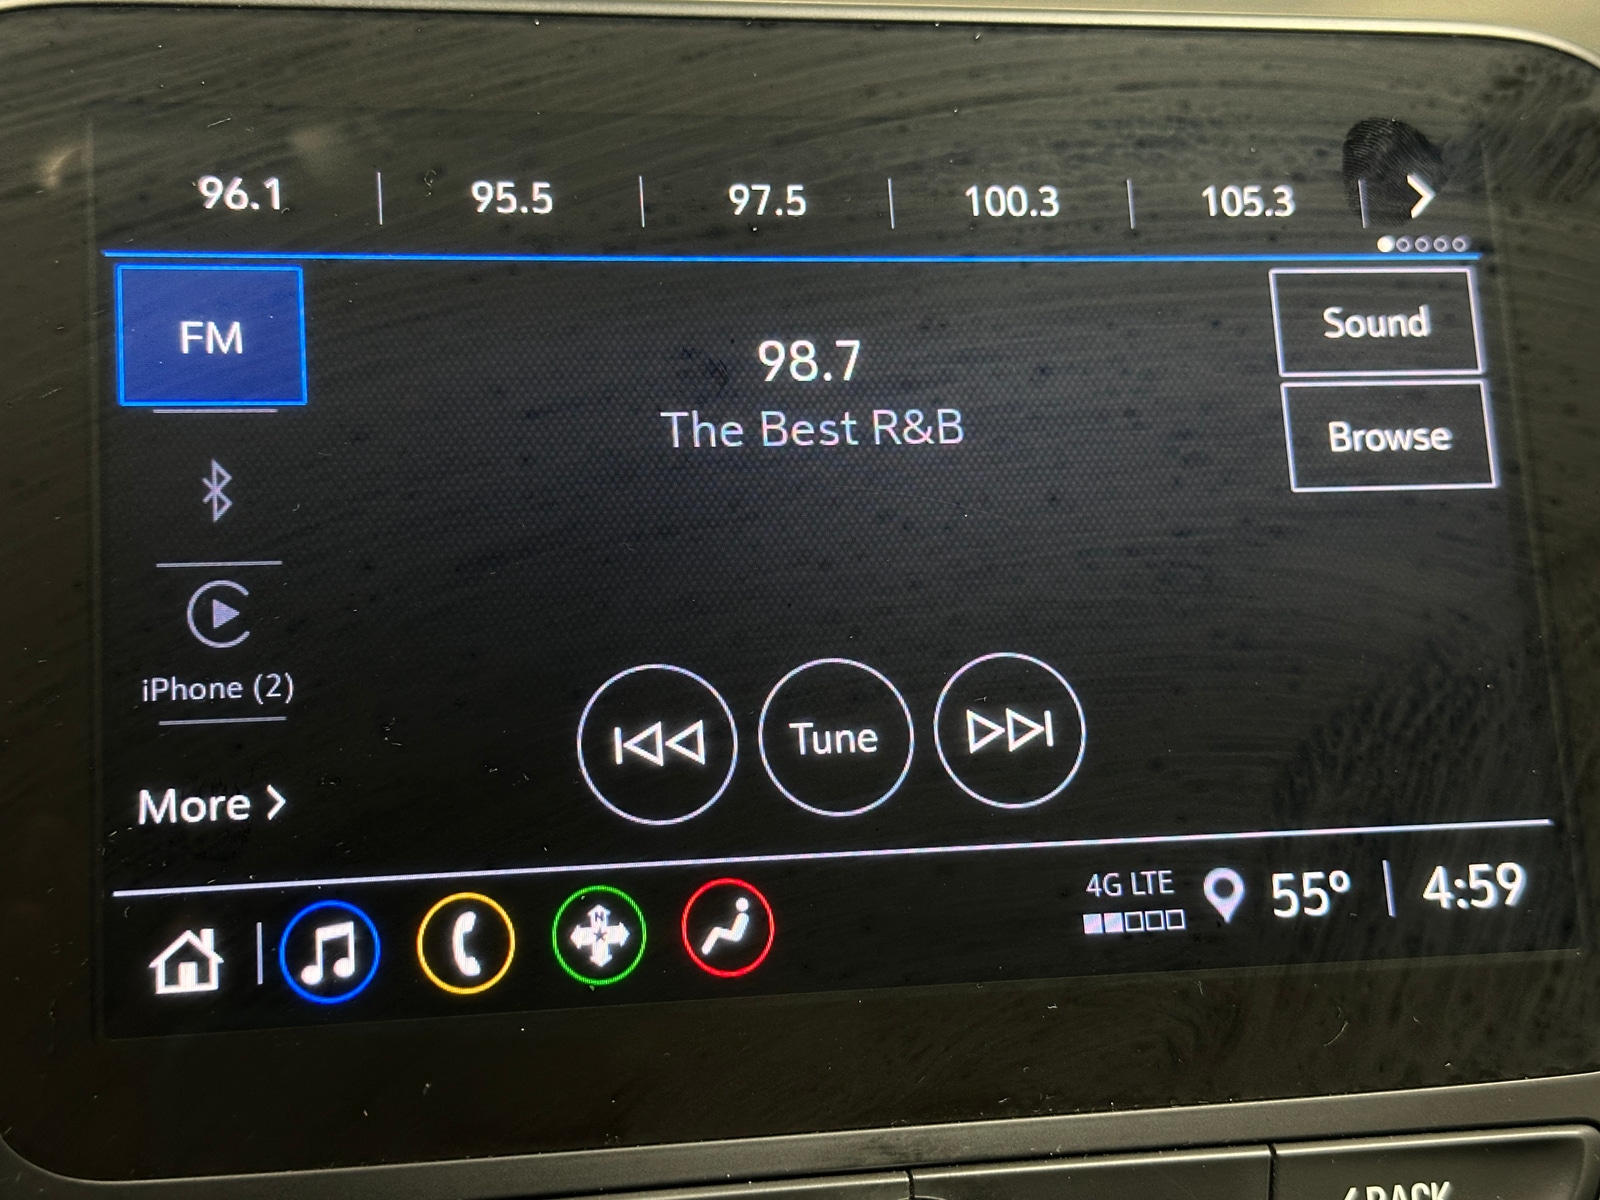 96.1 | 95.5 | 97.5 | 100.3 | 105.3
FM
Sound
98.7
Browse
The Best R&B
iPhone (2)
Tune
More
4G LTE
55° | 4:59
N
BACK